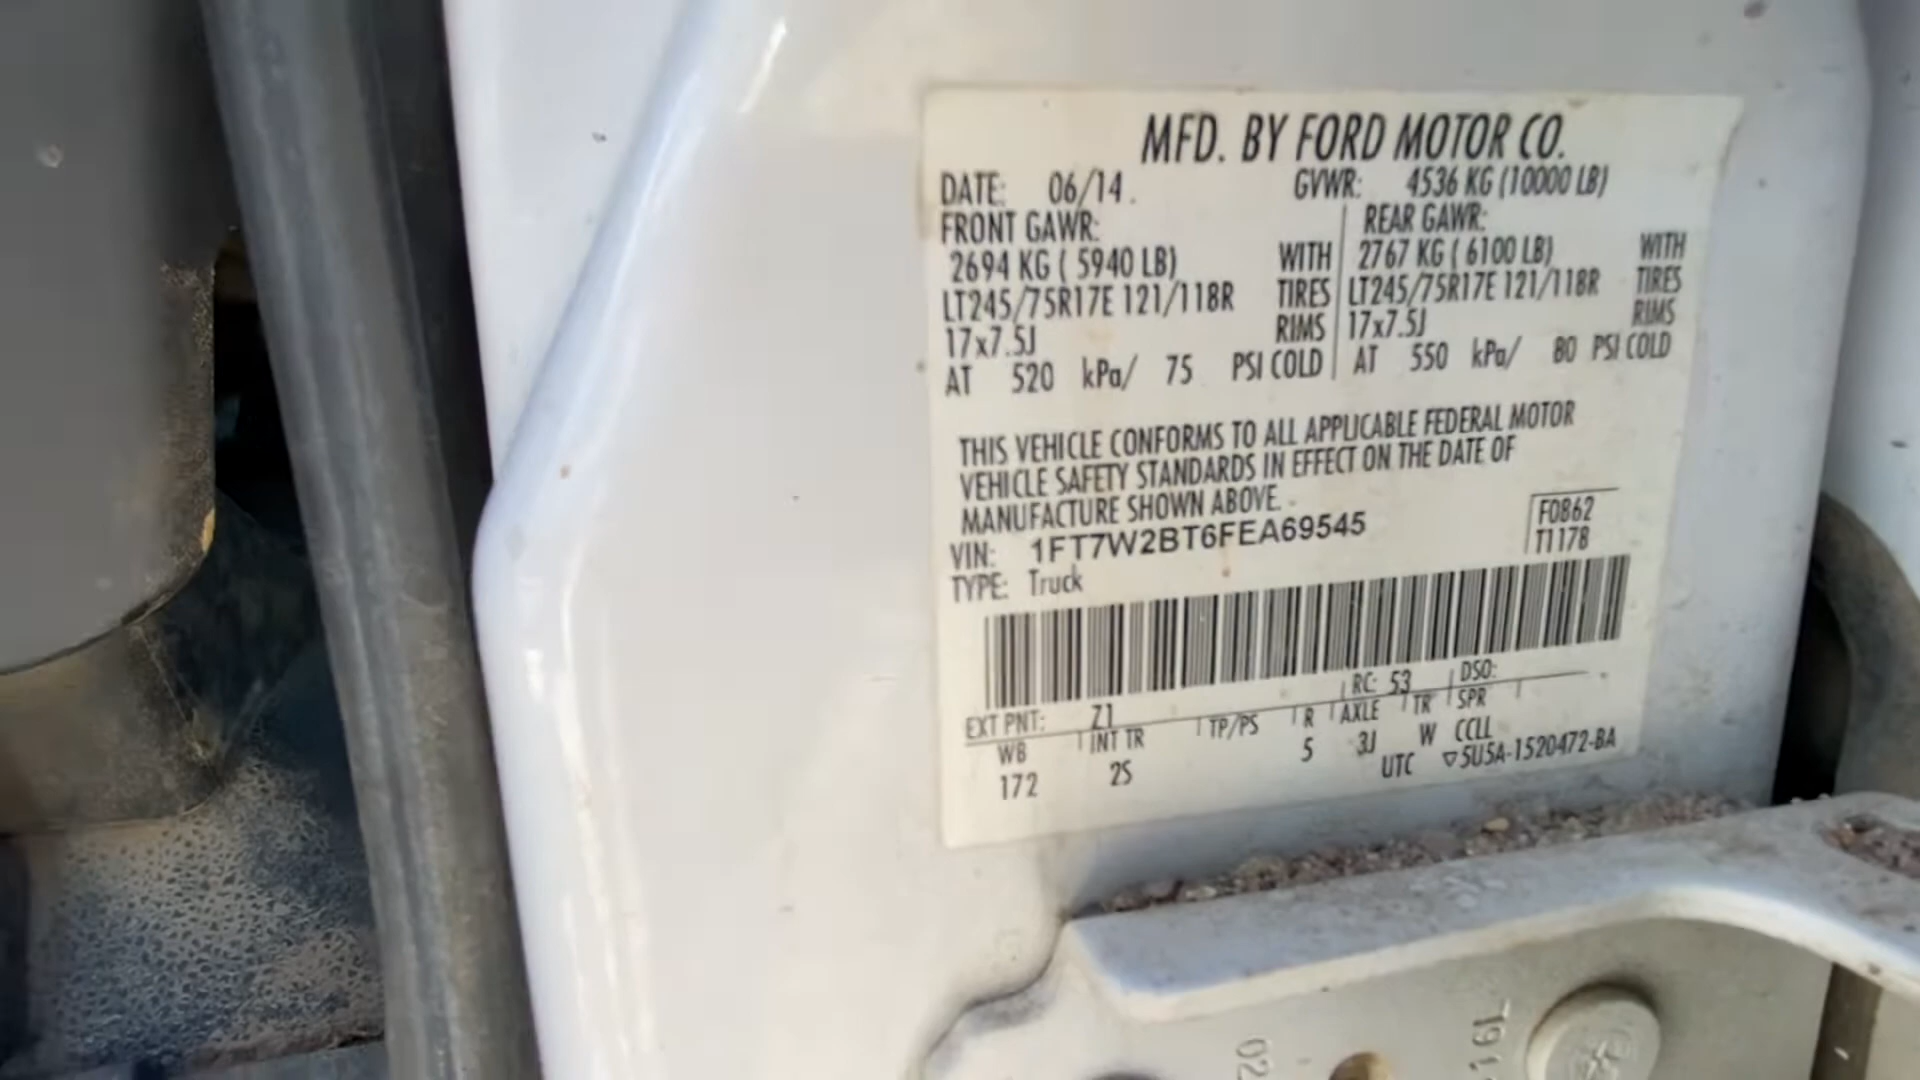 MFD. BY FORD MOTOR CO.
DATE: 06/14. GVWR: 4536 KG (10000 LB)
FRONT GAWR: REAR GAWR:
2694 KG ( 5940 LB) WITH 2767 KG ( 6100 LB) WITH
LT245/75R17E 121/118R TIRES LT245/75R17E 121/118R TIRES
17x7.5J RIMS 17x7.5J RIMS
AT 520 kPa/ 75 PSI COLD AT 550 kPa/ 80 PSI COLD
THIS VEHICLE CONFORMS TO ALL APPLICABLE FEDERAL MOTOR
VEHICLE SAFETY STANDARDS IN EFFECT ON THE DATE OF
MANUFACTURE SHOWN ABOVE.
F0862
VIN: 1FT7W2BT6FEA69545 T1178
TYPE: Truck
RC: 53 DSO:
EXT PNT: Z1
WB INT TR TP/PS R AXLE TR SPR
172 2S 5 3J W CCLL
UTC ▽5U5A-1520472-BA
02